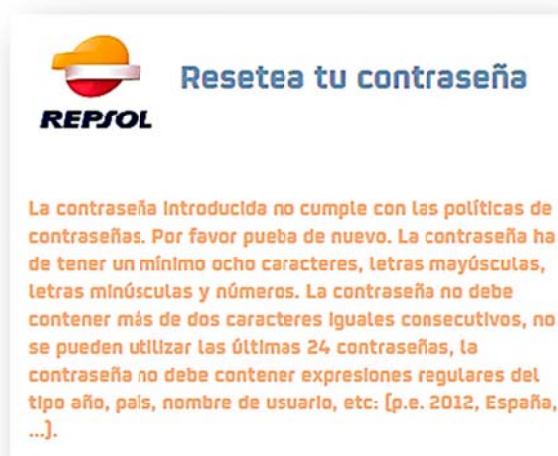 REPSOL
Resetea tu contraseña
La contraseña introducida no cumple con las políticas de
contraseñas. Por favor pueba de nuevo. La contraseña ha
de tener un mínimo ocho caracteres, letras mayúsculas,
letras minúsculas y números. La contraseña no debe
contener más de dos caracteres iguales consecutivos, no
se pueden utilizar las últimas 24 contraseñas, la
contraseña no debe contener expresiones regulares del
tipo año, país, nombre de usuario, etc: (p.e. 2012, España,
...).